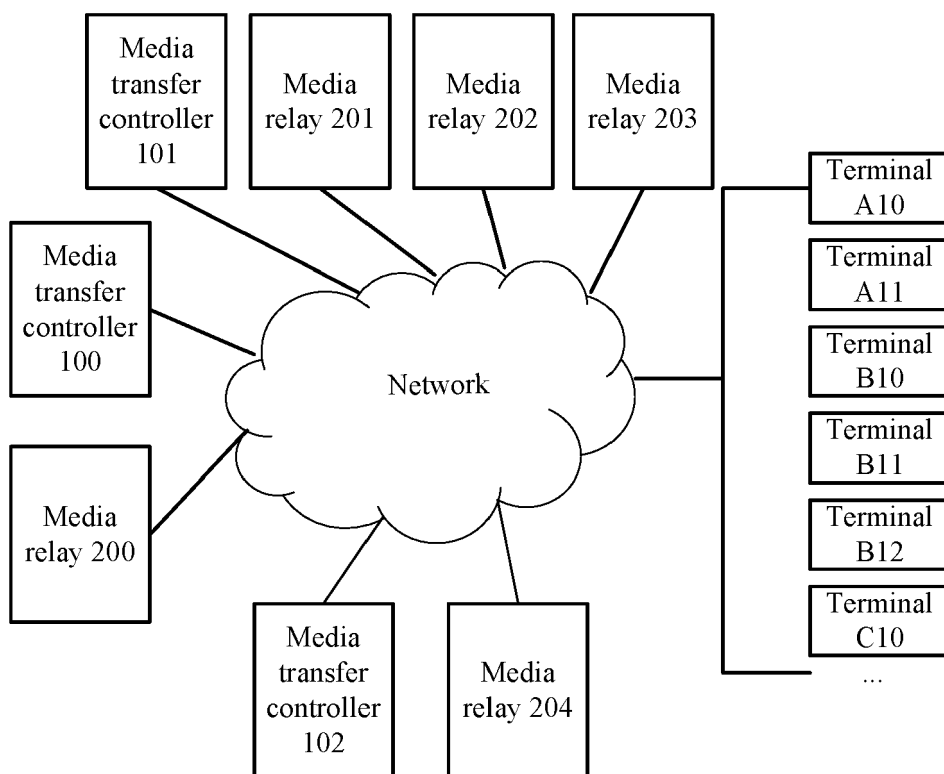 Media
transfer
controller
101
Media
relay 201
Media
relay 202
Media
relay 203
Terminal
A10
Terminal
A11
Media
transfer
controller
100
Network
Terminal
B10
Terminal
B11
Media
relay 200
Terminal
B12
Terminal
C10
...
Media
transfer
controller
102
Media
relay 204